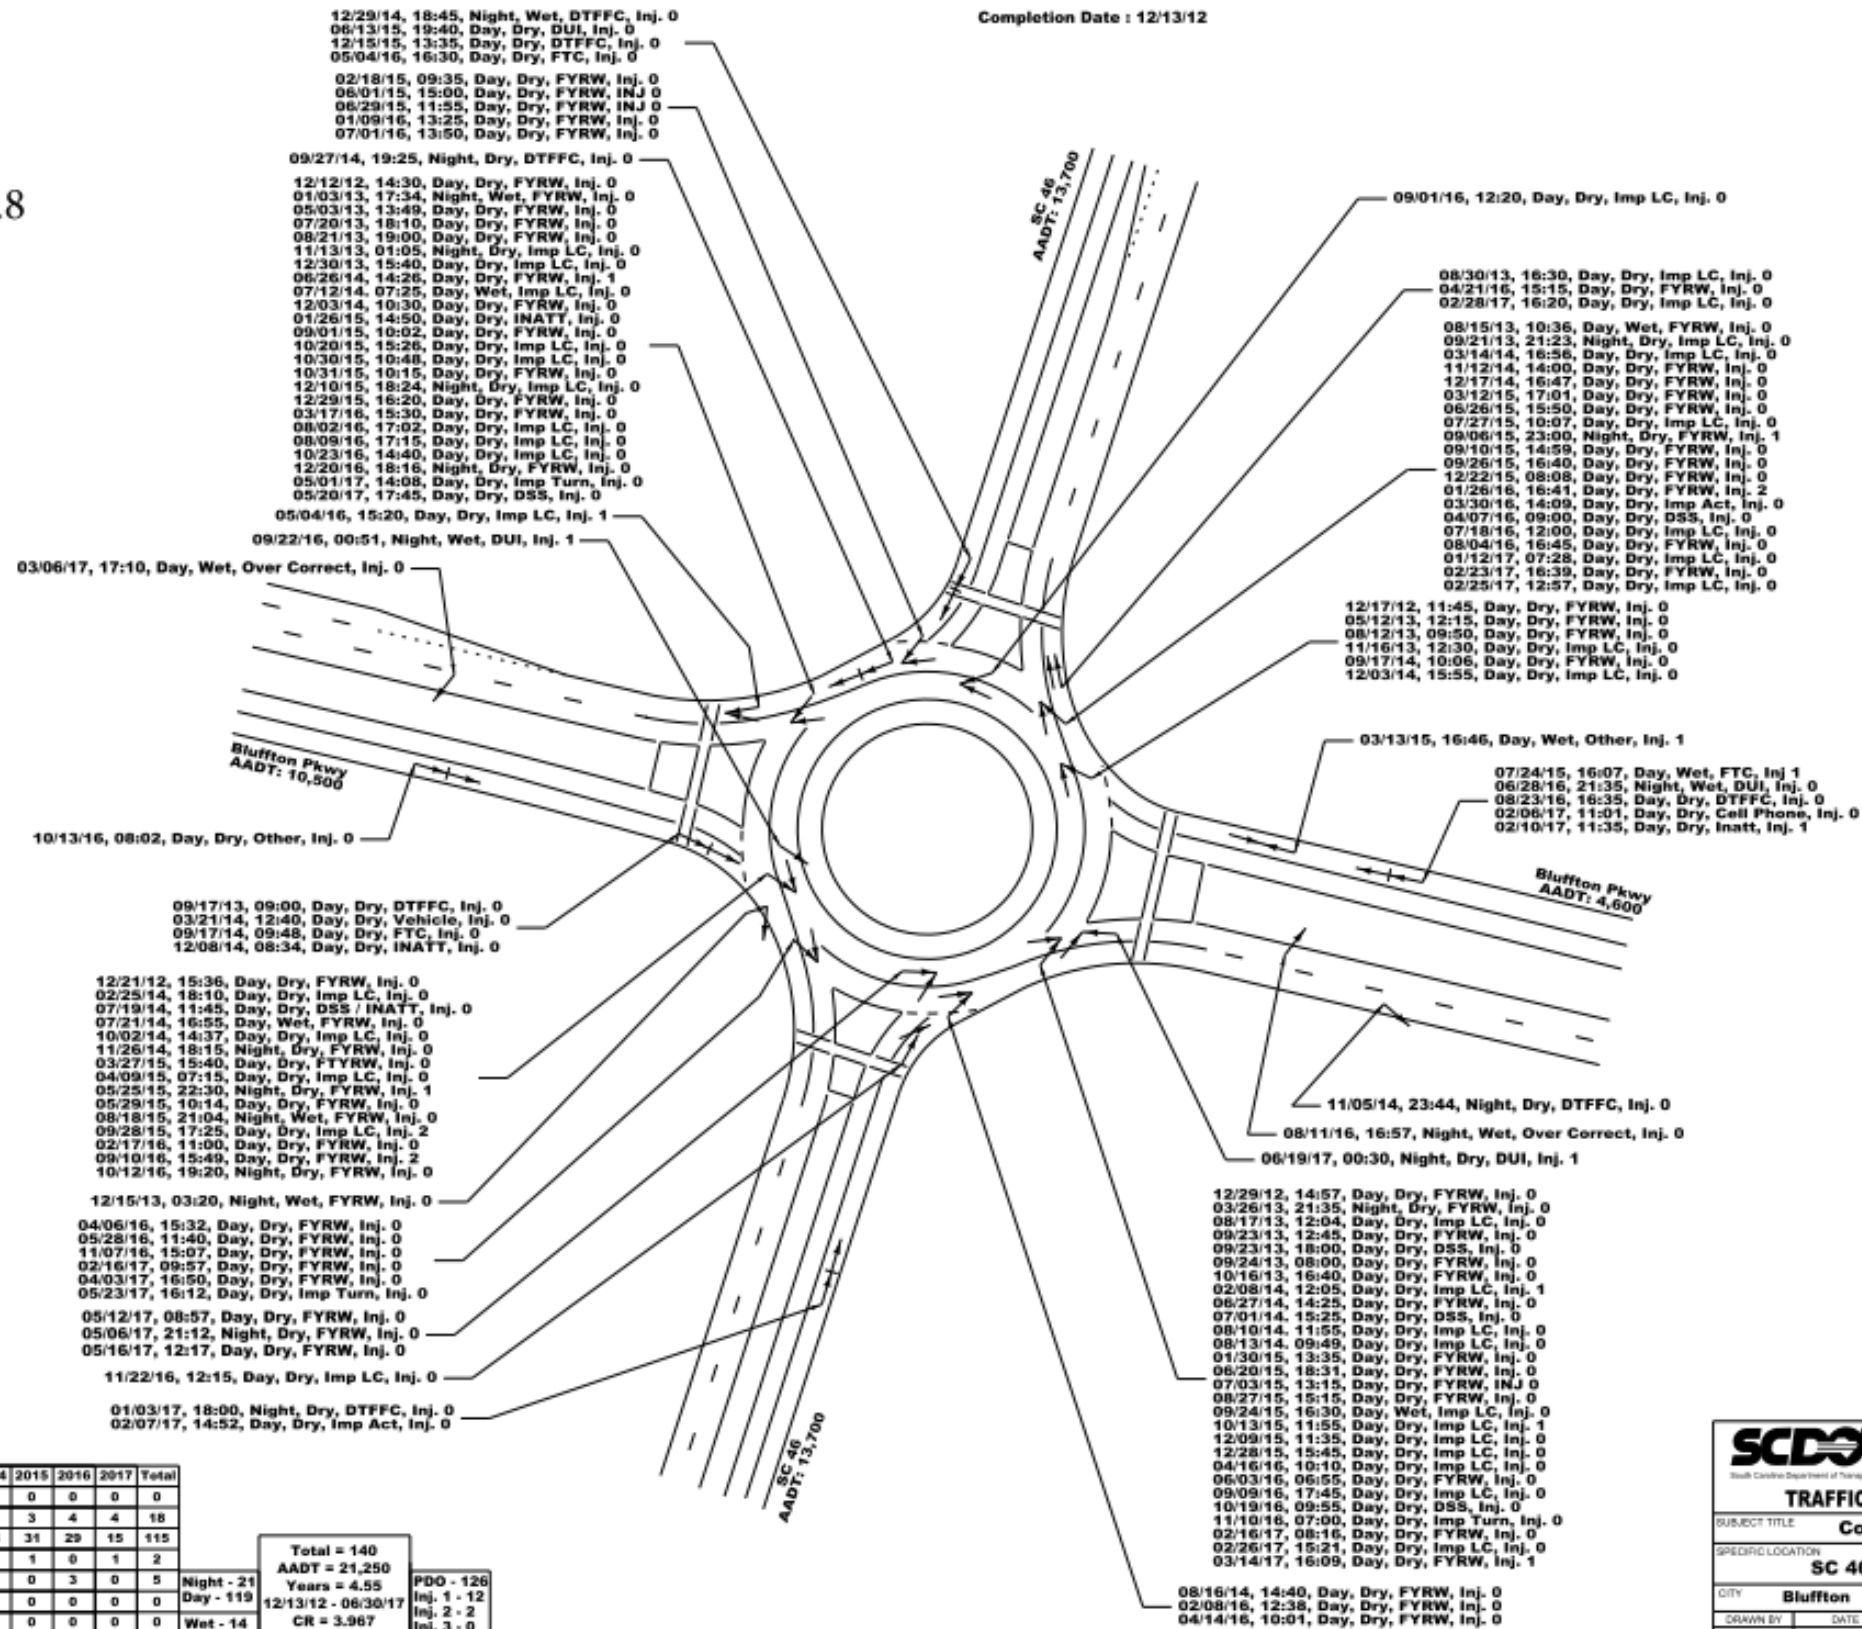 Completion Date : 12/13/12
.8
12/29/14, 18:45, Night, Wet, DTFFC, Inj. 0
06/13/15, 19:40, Day, Dry, DUI, Inj. 0
12/15/15, 13:35, Day, Dry, DTFFC, Inj. 0
05/04/16, 16:30, Day, Dry, FTC, Inj. 0
02/18/15, 09:35, Day, Dry, FYRW, Inj. 0
06/01/15, 15:00, Day, Dry, FYRW, INJ 0
06/29/15, 11:55, Day, Dry, FYRW, INJ 0
01/09/16, 13:25, Day, Dry, FYRW, Inj. 0
07/01/16, 13:50, Day, Dry, FYRW, Inj. 0
09/27/14, 19:25, Night, Dry, DTFFC, Inj. 0
12/12/12, 14:30, Day, Dry, FYRW, Inj. 0
01/03/13, 17:34, Night, Wet, FYRW, Inj. 0
05/03/13, 13:49, Day, Dry, FYRW, Inj. 0
07/20/13, 18:10, Day, Dry, FYRW, Inj. 0
08/21/13, 19:00, Day, Dry, FYRW, Inj. 0
11/13/13, 01:05, Night, Dry, Imp LC, Inj. 0
12/30/13, 15:40, Day, Dry, Imp LC, Inj. 0
06/26/14, 14:26, Day, Dry, FYRW, Inj. 1
07/12/14, 07:25, Day, Wet, Imp LC, Inj. 0
12/03/14, 10:30, Day, Dry, FYRW, Inj. 0
01/26/15, 14:50, Day, Dry, INATT, Inj. 0
09/01/15, 10:02, Day, Dry, FYRW, Inj. 0
10/20/15, 15:26, Day, Dry, Imp LC, Inj. 0
10/30/15, 10:48, Day, Dry, Imp LC, Inj. 0
10/31/15, 10:15, Day, Dry, FYRW, Inj. 0
12/10/15, 18:24, Night, Dry, Imp LC, Inj. 0
12/29/15, 16:20, Day, Dry, FYRW, Inj. 0
03/17/16, 15:30, Day, Dry, FYRW, Inj. 0
08/02/16, 17:02, Day, Dry, Imp LC, Inj. 0
08/09/16, 17:15, Day, Dry, Imp LC, Inj. 0
10/23/16, 14:40, Day, Dry, Imp LC, Inj. 0
12/20/16, 18:16, Night, Dry, FYRW, Inj. 0
05/01/17, 14:08, Day, Dry, Imp Turn, Inj. 0
05/20/17, 17:45, Day, Dry, DSS, Inj. 0
05/04/16, 15:20, Day, Dry, Imp LC, Inj. 1
09/22/16, 00:51, Night, Wet, DUI, Inj. 1
03/06/17, 17:10, Day, Wet, Over Correct, Inj. 0
SC 46
AADT: 13,700
09/01/16, 12:20, Day, Dry, Imp LC, Inj. 0
08/30/13, 16:30, Day, Dry, Imp LC, Inj. 0
04/21/16, 15:15, Day, Dry, FYRW, Inj. 0
02/28/17, 16:20, Day, Dry, Imp LC, Inj. 0
08/15/13, 10:36, Day, Wet, FYRW, Inj. 0
09/21/13, 21:23, Night, Dry, Imp LC, Inj. 0
03/14/14, 16:56, Day, Dry, Imp LC, Inj. 0
11/12/14, 14:00, Day, Dry, FYRW, Inj. 0
12/17/14, 16:47, Day, Dry, FYRW, Inj. 0
03/12/15, 17:01, Day, Dry, FYRW, Inj. 0
06/26/15, 15:50, Day, Dry, FYRW, Inj. 0
07/27/15, 10:07, Day, Dry, Imp LC, Inj. 0
09/06/15, 23:00, Night, Dry, FYRW, Inj. 1
09/10/15, 14:59, Day, Dry, FYRW, Inj. 0
09/26/15, 16:40, Day, Dry, FYRW, Inj. 0
12/22/15, 08:08, Day, Dry, FYRW, Inj. 0
01/26/16, 16:41, Day, Dry, FYRW, Inj. 2
03/30/16, 14:09, Day, Dry, Imp Act, Inj. 0
04/07/16, 09:00, Day, Dry, DSS, Inj. 0
07/18/16, 12:00, Day, Dry, Imp LC, Inj. 0
08/04/16, 16:45, Day, Dry, FYRW, Inj. 0
01/12/17, 07:28, Day, Dry, Imp LC, Inj. 0
02/23/17, 16:39, Day, Dry, FYRW, Inj. 0
02/25/17, 12:57, Day, Dry, Imp LC, Inj. 0
12/17/12, 11:45, Day, Dry, FYRW, Inj. 0
05/12/13, 12:15, Day, Dry, FYRW, Inj. 0
08/12/13, 09:50, Day, Dry, FYRW, Inj. 0
11/16/13, 12:30, Day, Dry, Imp LC, Inj. 0
09/17/14, 10:06, Day, Dry, FYRW, Inj. 0
12/03/14, 15:55, Day, Dry, Imp LC, Inj. 0
03/13/15, 16:46, Day, Wet, Other, Inj. 1
07/24/15, 16:07, Day, Wet, FTC, Inj 1
06/28/16, 21:35, Night, Wet, DUI, Inj. 0
08/23/16, 16:35, Day, Dry, DTFFC, Inj. 0
02/06/17, 11:01, Day, Dry, Cell Phone, Inj. 0
02/10/17, 11:35, Day, Dry, Inatt, Inj. 1
Bluffton Pkwy
AADT: 10,500
Bluffton Pkwy
AADT: 4,600
10/13/16, 08:02, Day, Dry, Other, Inj. 0
09/17/13, 09:00, Day, Dry, DTFFC, Inj. 0
03/21/14, 12:40, Day, Dry, Vehicle, Inj. 0
09/17/14, 09:48, Day, Dry, FTC, Inj. 0
12/08/14, 08:34, Day, Dry, INATT, Inj. 0
12/21/12, 15:36, Day, Dry, FYRW, Inj. 0
02/25/14, 18:10, Day, Dry, Imp LC, Inj. 0
07/19/14, 11:45, Day, Dry, DSS / INATT, Inj. 0
07/21/14, 16:55, Day, Wet, FYRW, Inj. 0
10/02/14, 14:37, Day, Dry, Imp LC, Inj. 0
11/26/14, 18:15, Night, Dry, FYRW, Inj. 0
03/27/15, 15:40, Day, Dry, FTYRW, Inj. 0
04/09/15, 07:15, Day, Dry, Imp LC, Inj. 0
05/25/15, 22:30, Night, Dry, FYRW, Inj. 1
05/29/15, 10:14, Day, Dry, FYRW, Inj. 0
08/18/15, 21:04, Night, Wet, FYRW, Inj. 0
09/28/15, 17:25, Day, Dry, Imp LC, Inj. 2
02/17/16, 11:00, Day, Dry, FYRW, Inj. 0
09/10/16, 15:49, Day, Dry, FYRW, Inj. 2
10/12/16, 19:20, Night, Dry, FYRW, Inj. 0
12/15/13, 03:20, Night, Wet, FYRW, Inj. 0
04/06/16, 15:32, Day, Dry, FYRW, Inj. 0
05/28/16, 11:40, Day, Dry, FYRW, Inj. 0
11/07/16, 15:07, Day, Dry, FYRW, Inj. 0
02/16/17, 09:57, Day, Dry, FYRW, Inj. 0
04/03/17, 16:50, Day, Dry, FYRW, Inj. 0
05/23/17, 16:12, Day, Dry, Imp Turn, Inj. 0
05/12/17, 08:57, Day, Dry, FYRW, Inj. 0
05/06/17, 21:12, Night, Dry, FYRW, Inj. 0
05/16/17, 12:17, Day, Dry, FYRW, Inj. 0
11/22/16, 12:15, Day, Dry, Imp LC, Inj. 0
01/03/17, 18:00, Night, Dry, DTFFC, Inj. 0
02/07/17, 14:52, Day, Dry, Imp Act, Inj. 0
11/05/14, 23:44, Night, Dry, DTFFC, Inj. 0
08/11/16, 16:57, Night, Wet, Over Correct, Inj. 0
06/19/17, 00:30, Night, Dry, DUI, Inj. 1
12/29/12, 14:57, Day, Dry, FYRW, Inj. 0
03/26/13, 21:35, Night, Dry, FYRW, Inj. 0
08/17/13, 12:04, Day, Dry, Imp LC, Inj. 0
09/23/13, 12:45, Day, Dry, FYRW, Inj. 0
09/23/13, 18:00, Day, Dry, DSS, Inj. 0
09/24/13, 08:00, Day, Dry, FYRW, Inj. 0
10/16/13, 16:40, Day, Dry, FYRW, Inj. 0
02/08/14, 12:05, Day, Dry, Imp LC, Inj. 1
06/27/14, 14:25, Day, Dry, FYRW, Inj. 0
07/01/14, 15:25, Day, Dry, DSS, Inj. 0
08/10/14. 11:55, Day, Dry, Imp LC, Inj. 0
08/13/14. 09:49, Day, Dry, Imp LC, Inj. 0
01/30/15, 13:35, Day, Dry, FYRW, Inj. 0
06/20/15, 18:31, Day, Dry, FYRW, Inj. 0
07/03/15, 13:15, Day, Dry, FYRW, INJ 0
08/27/15, 15:15, Day, Dry, FYRW, Inj. 0
09/24/15, 16:30, Day, Wet, Imp LC, Inj. 0
10/13/15, 11:55, Day, Dry, Imp LC, Inj. 1
12/09/15, 11:35, Day, Dry, Imp LC, Inj. 0
12/28/15, 15:45, Day, Dry, Imp LC, Inj. 0
04/16/16, 10:10, Day, Dry, Imp LC, Inj. 0
06/03/16, 06:55, Day, Dry, FYRW, Inj. 0
09/09/16, 17:45, Day, Dry, Imp LC, Inj. 0
10/19/16, 09:55, Day, Dry, DSS, Inj. 0
11/10/16, 07:00, Day, Dry, Imp Turn, Inj. 0
02/16/17, 08:16, Day, Dry, FYRW, Inj. 0
02/26/17, 15:21, Day, Dry, Imp LC, Inj. 0
03/14/17, 16:09, Day, Dry, FYRW, Inj. 1
08/16/14, 14:40, Day, Dry, FYRW, Inj. 0
02/08/16, 12:38, Day, Dry, FYRW, Inj. 0
04/14/16, 10:01, Day, Dry, FYRW, Inj. 0
SC 46
AADT: 13,700
4 2015 2016 2017 Total
0 0 0 0
3 4 4 18
31 29 15 115
1 0 1 2
0 3 0 5
0 0 0 0
0 0 0 0
Night - 21
Day - 119
Wet - 14
Total = 140
AADT = 21,250
Years = 4.55
12/13/12 - 06/30/17
CR = 3.967
PDO - 126
Inj. 1 - 12
Inj. 2 - 2
Inj. 3 - 0
SCDO
South Carolina Department of
TRAFFIC
SUBJECT TITLE Co
SPECIFIC LOCATION
SC 46
CITY Bluffton
DRAWN BY DATE